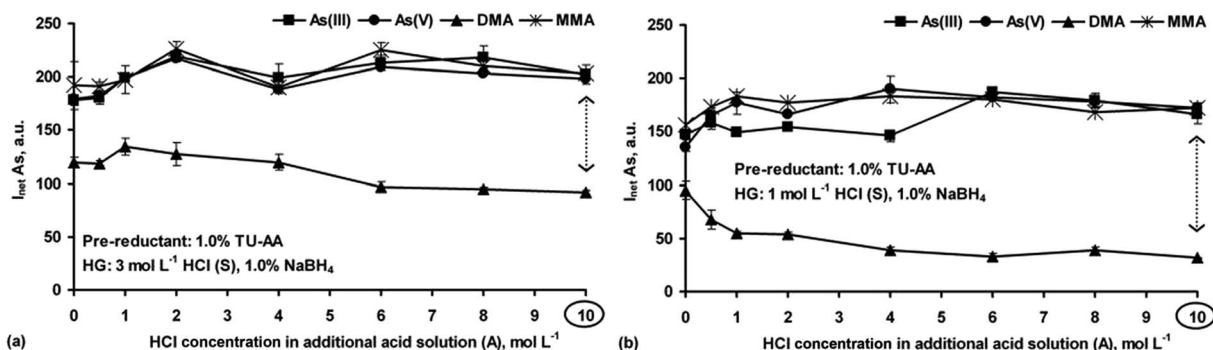 As(III) As(V) DMA MMA
250
200
150
100
50
0
I_net As, a.u.
Pre-reductant: 1.0% TU-AA
HG: 3 mol L⁻¹ HCl (S), 1.0% NaBH₄
0 1 2 3 4 5 6 7 8 9 10
(a) HCl concentration in additional acid solution (A), mol L⁻¹
As(III) As(V) DMA MMA
250
200
150
100
50
0
I_net As, a.u.
Pre-reductant: 1.0% TU-AA
HG: 1 mol L⁻¹ HCl (S), 1.0% NaBH₄
0 1 2 3 4 5 6 7 8 9 10
(b) HCl concentration in additional acid solution (A), mol L⁻¹